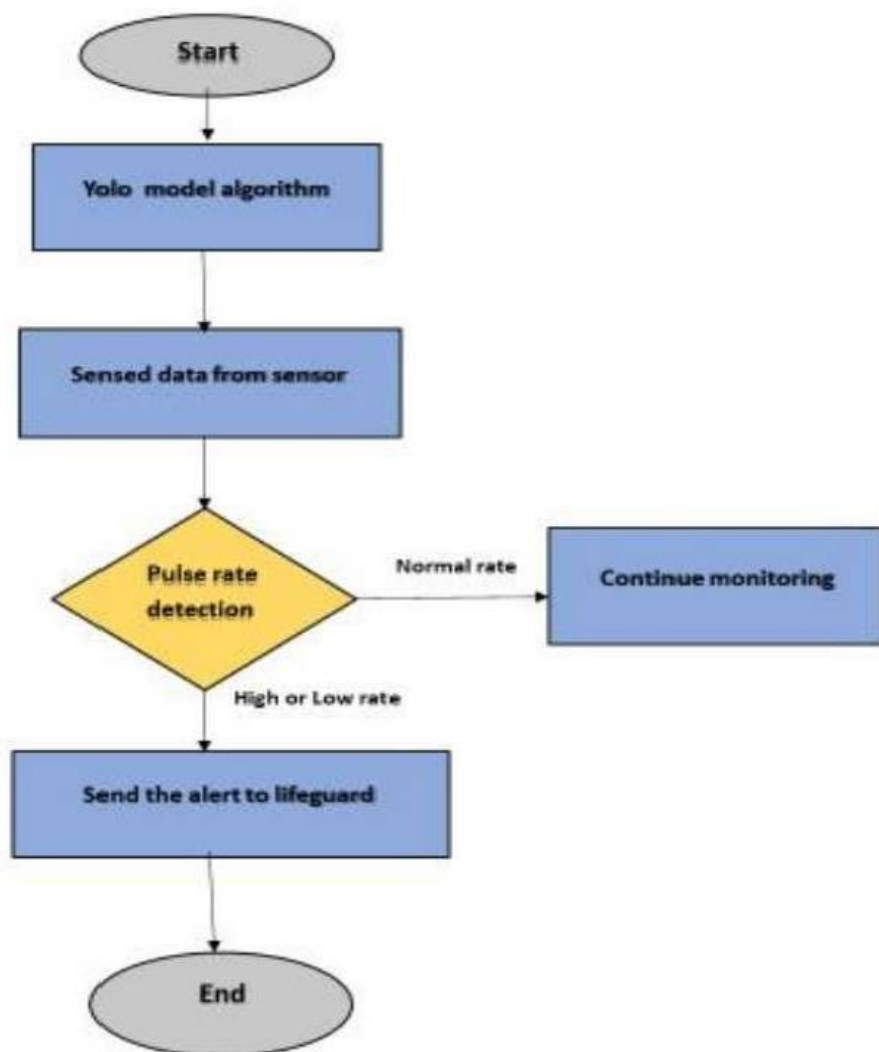 Start
Yolo model algorithm
Sensed data from sensor
Pulse rate
detection
Normal rate
Continue monitoring
High or Low rate
Send the alert to lifeguard
End